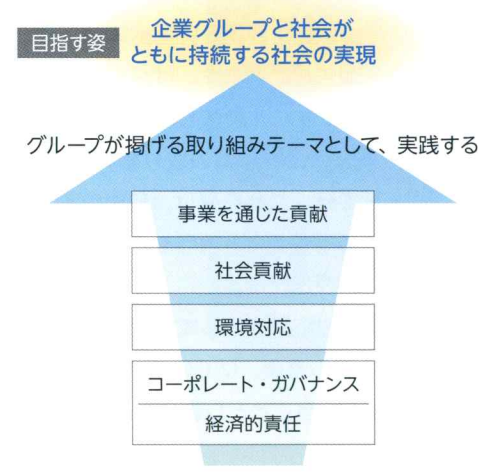 目指す姿
企業グループと社会が
ともに持続する社会の実現
グループが掲げる取り組みテーマとして、実践する
事業を通じた貢献
社会貢献
環境対応
コーポレート・ガバナンス
経済的責任